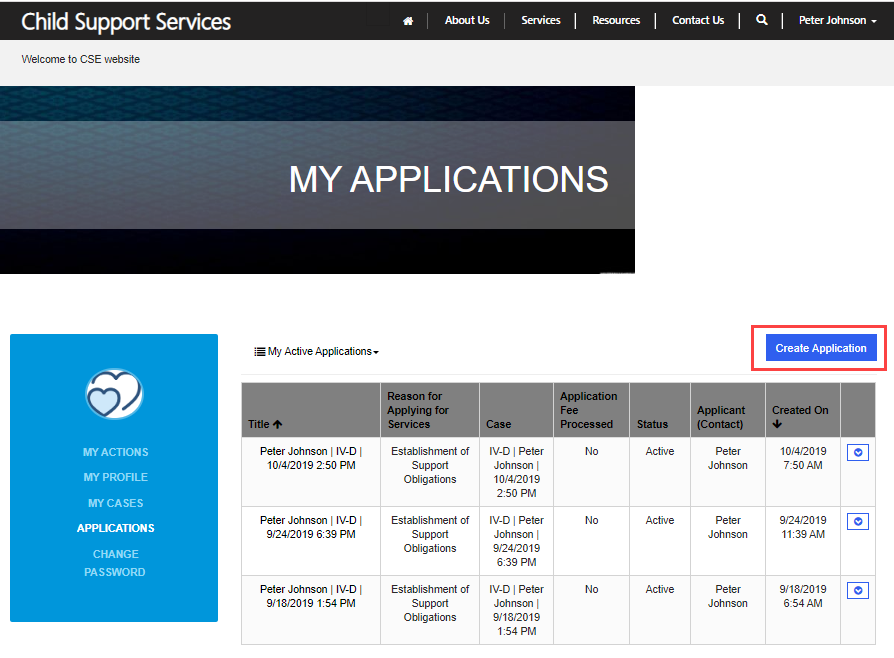 Child Support Services
About Us
Services
Resources
Contact Us
Peter Johnson
Welcome to CSE website
MY APPLICATIONS
MY ACTIONS
MY PROFILE
MY CASES
APPLICATIONS
CHANGE
PASSWORD
My Active Applications
Create Application
Title
Reason for
Applying for
Services
Case
Application
Fee
Processed
Status
Applicant
(Contact)
Created On
Peter Johnson | IV-D |
10/4/2019 2:50 PM
Establishment of
Support
Obligations
IV-D | Peter
Johnson |
10/4/2019
2:50 PM
No
Active
Peter
Johnson
10/4/2019
7:50 AM
Peter Johnson | IV-D |
9/24/2019 6:39 PM
Establishment of
Support
Obligations
IV-D | Peter
Johnson |
9/24/2019
6:39 PM
No
Active
Peter
Johnson
9/24/2019
11:39 AM
Peter Johnson | IV-D |
9/18/2019 1:54 PM
Establishment of
Support
Obligations
IV-D | Peter
Johnson |
9/18/2019
1:54 PM
No
Active
Peter
Johnson
9/18/2019
6:54 AM